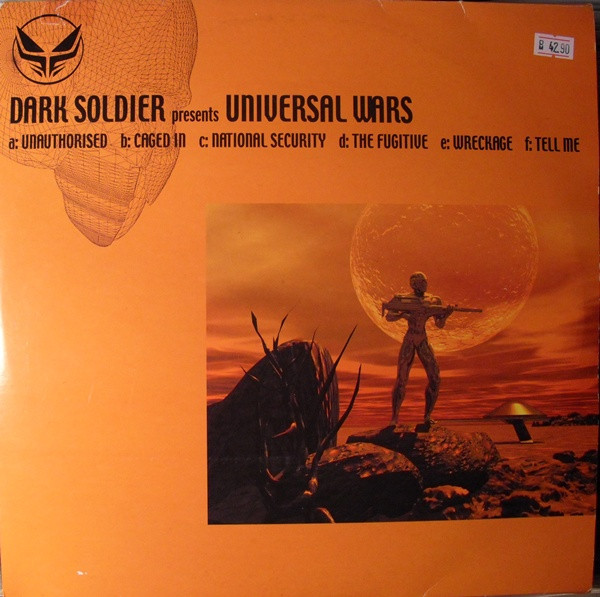 B 42.90
DARK SOLDIER presents UNIVERSAL WARS
a: UNAUTHORISED b: CAGED IN c: NATIONAL SECURITY d: THE FUGITIVE e: WRECKAGE f: TELL ME